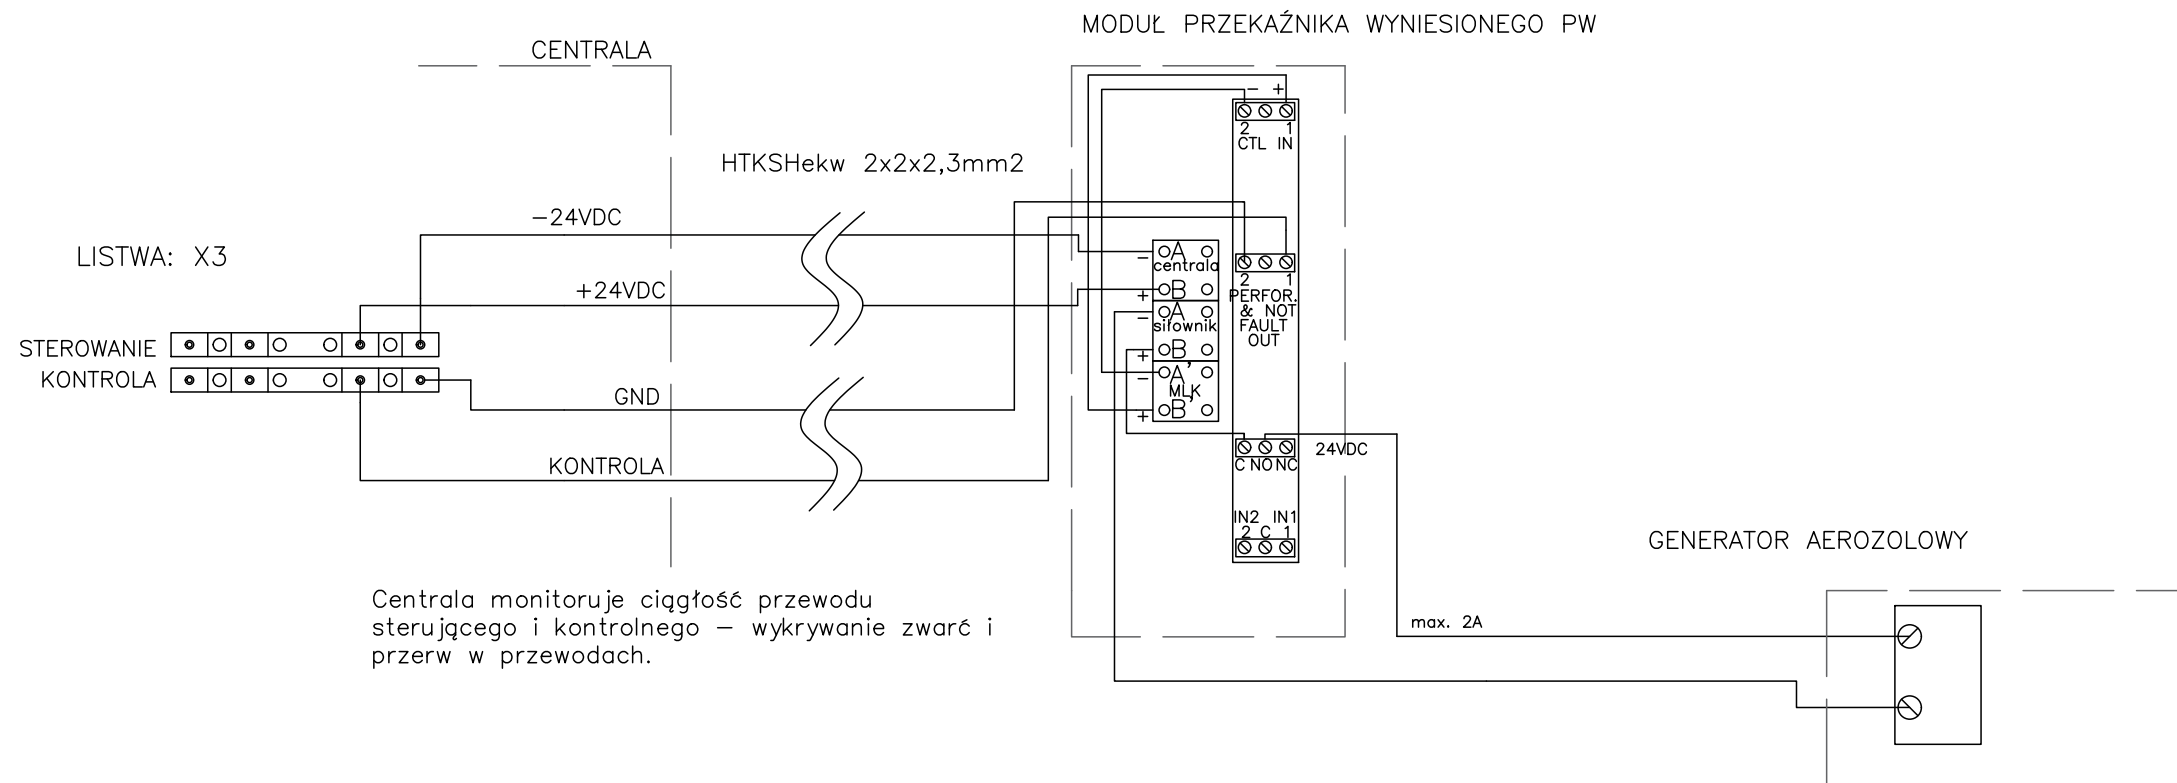 MODUŁ PRZEKAŹNIKA WYNIESIONEGO PW
CENTRALA
- +
2 1
CTL IN
HTKSHekw 2x2x2,3mm2
-24VDC
LISTWA: X3
+24VDC
STEROWANIE
KONTROLA
GND
KONTROLA
A
-
centrala
B
+
A
-
siłownik
B
+
A'
-
MLK
B'
+
2 1
PERFOR.
& NOT
FAULT
OUT
C NO NC
24VDC
IN2 IN1
2 C 1
GENERATOR AEROZOLOWY
max. 2A
Centrala monitoruje ciągłość przewodu
sterującego i kontrolnego – wykrywanie zwarć i
przerw w przewodach.